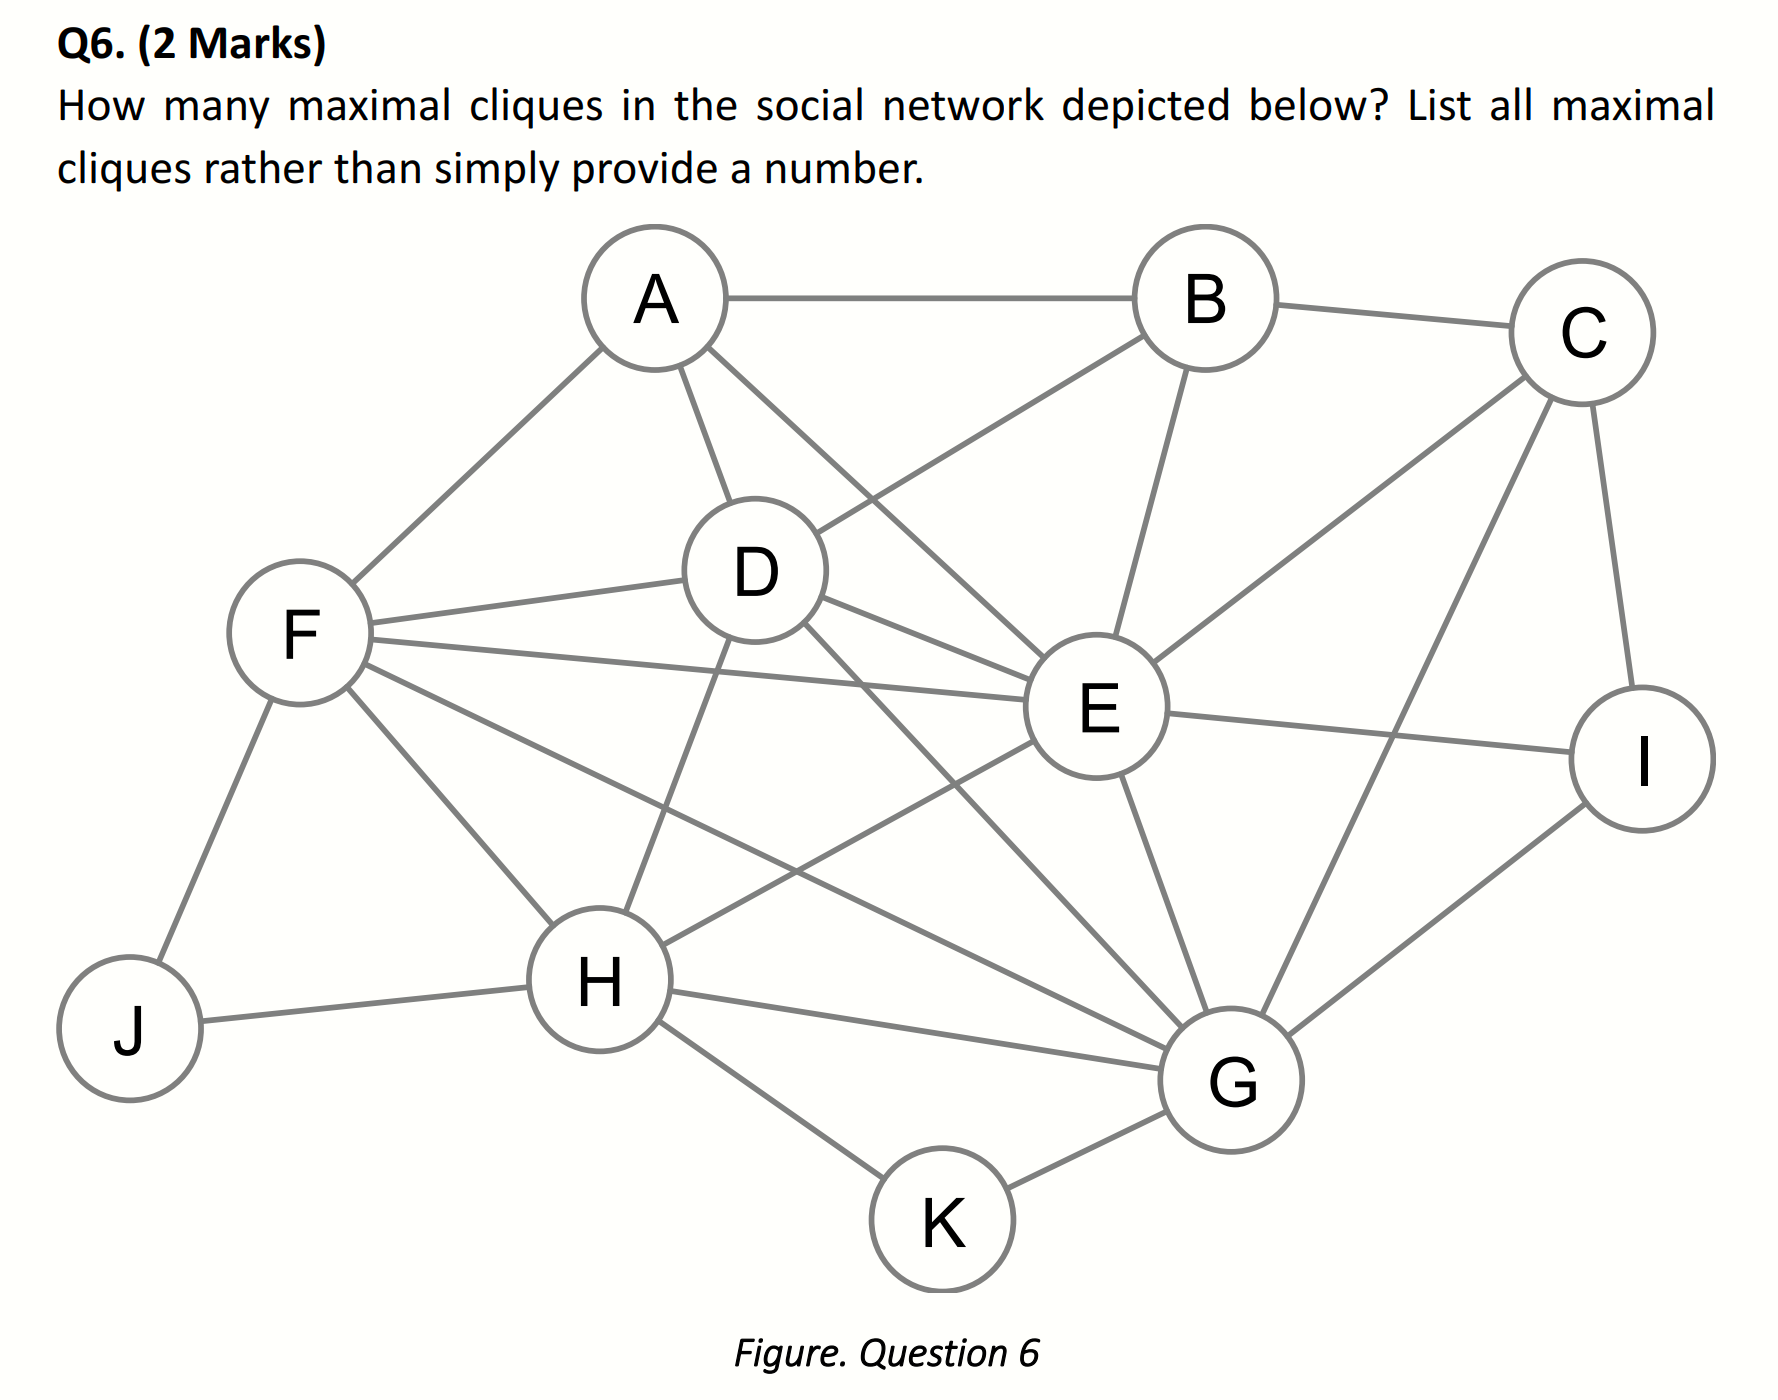 Q6. (2 Marks)
How many maximal cliques in the social network depicted below? List all maximal
cliques rather than simply provide a number.
A
B
C
D
F
E
I
H
J
G
K
Figure. Question 6